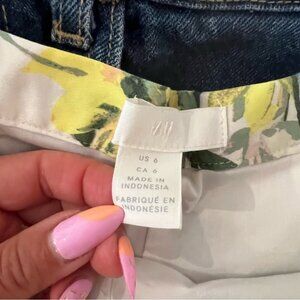 US 6
CA 6
MADE IN
INDONESIA
FABRIQUÉ EN
INDONÉSIE